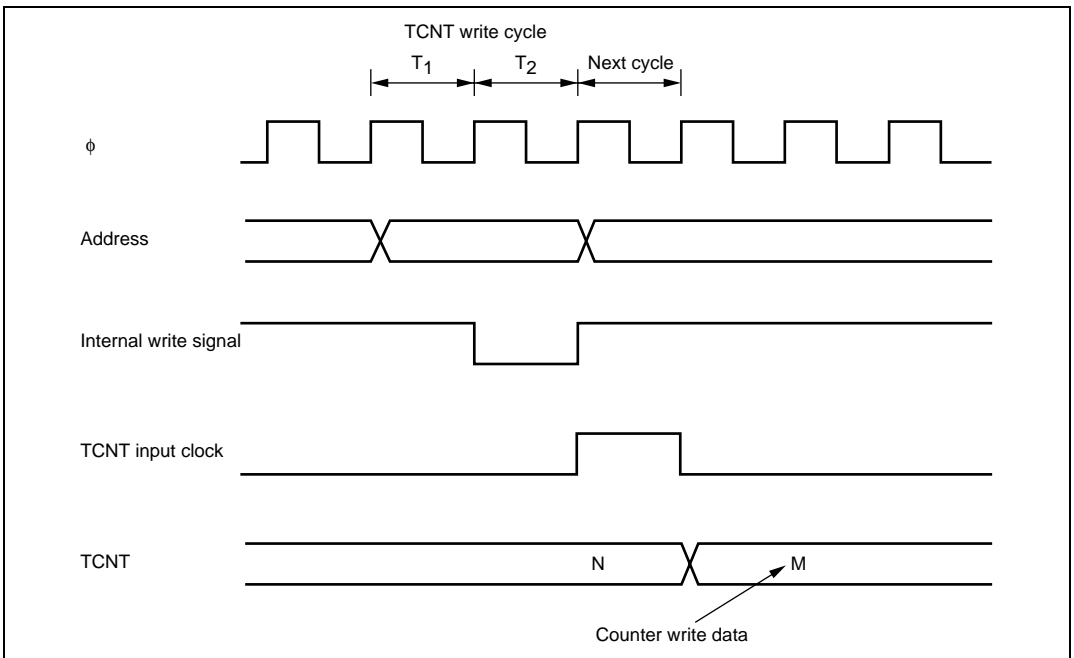 TCNT write cycle
T1 T2 Next cycle
ϕ
Address
Internal write signal
TCNT input clock
TCNT N M
Counter write data